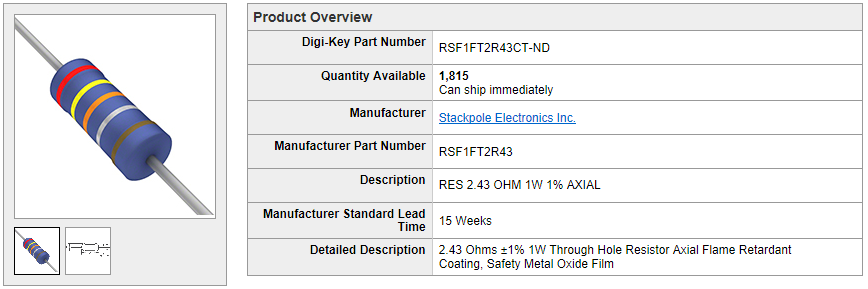 Product Overview
Digi-Key Part Number
RSF1FT2R43CT-ND
Quantity Available
1,815
Can ship immediately
Manufacturer
Stackpole Electronics Inc.
Manufacturer Part Number
RSF1FT2R43
Description
RES 2.43 OHM 1W 1% AXIAL
Manufacturer Standard Lead
Time
15 Weeks
Detailed Description
2.43 Ohms ±1% 1W Through Hole Resistor Axial Flame Retardant
Coating, Safety Metal Oxide Film